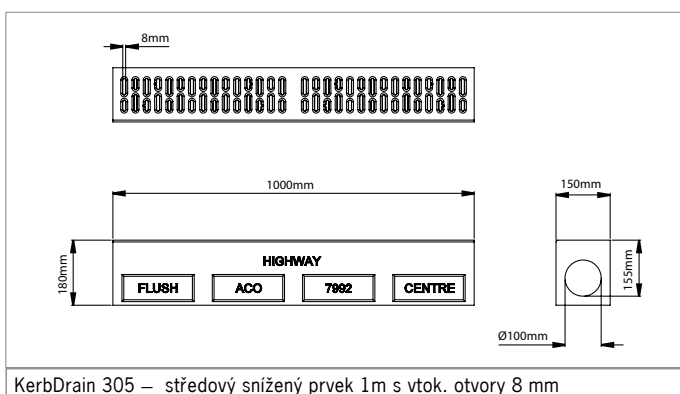 8mm
1000mm
150mm
180mm
HIGHWAY
155mm
FLUSH ACO 7992 CENTRE
Ø100mm
KerbDrain 305 – středový snížený prvek 1m s vtok. otvory 8 mm